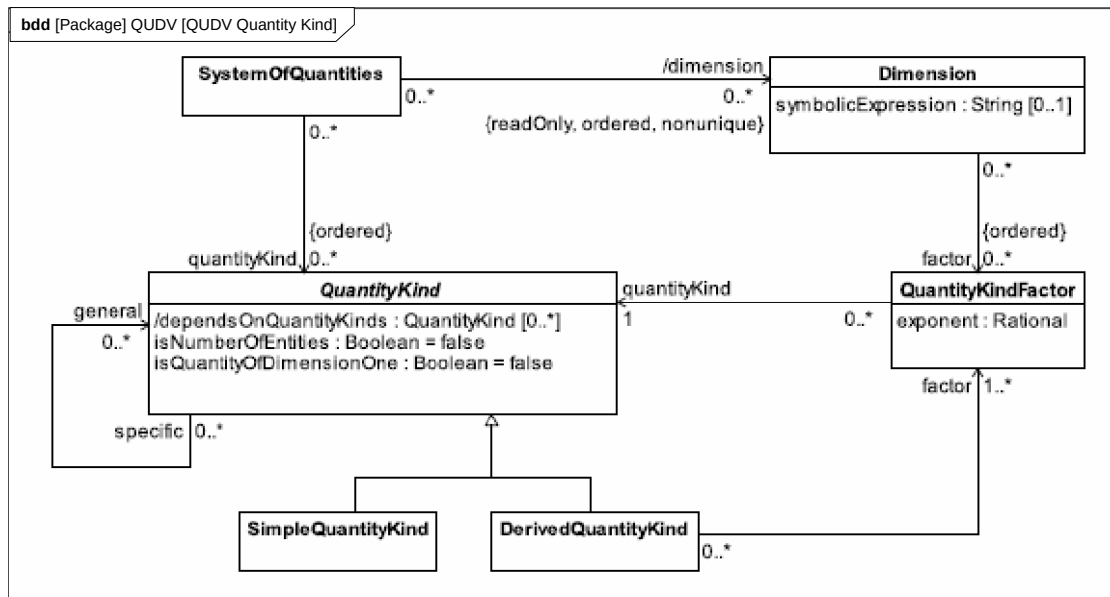 bdd [Package] QUDV [QUDV Quantity Kind]
SystemOfQuantities
/dimension
Dimension
0..*
0..*
symbolicExpression : String [0..1]
{readOnly, ordered, nonunique}
0..*
0..*
{ordered}
quantityKind
0..*
{ordered}
factor
0..*
QuantityKind
general
/dependsOnQuantityKinds : QuantityKind [0..*]
0..*
isNumberOfEntities : Boolean = false
isQuantityOfDimensionOne : Boolean = false
quantityKind
1
0..*
QuantityKindFactor
exponent : Rational
factor
1..*
specific
0..*
SimpleQuantityKind
DerivedQuantityKind
0..*